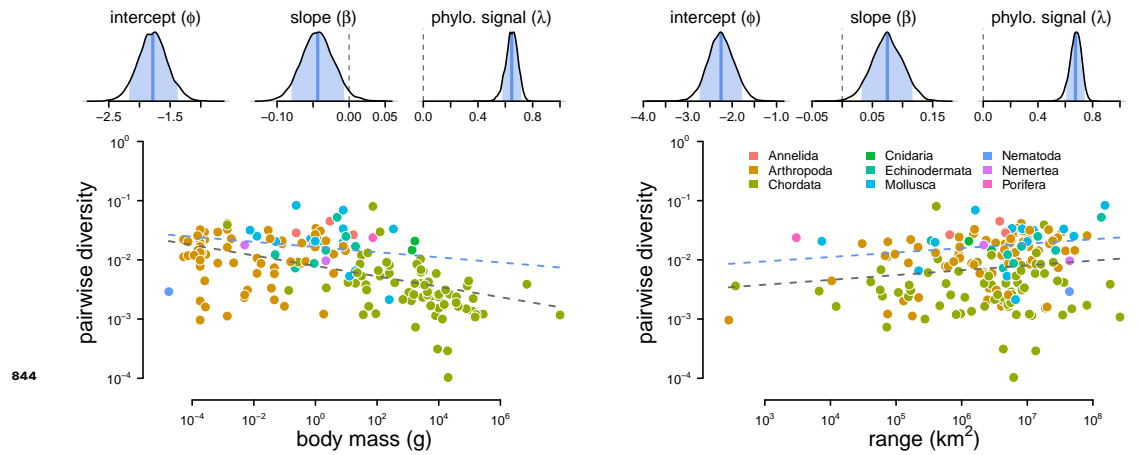 intercept (ϕ) slope (β) phylo. signal (λ)
−2.5 −1.5 −0.10 0.00 0.05 0.0 0.4 0.8
10⁰
10⁻¹
10⁻²
10⁻³
10⁻⁴
pairwise diversity
10⁻⁴ 10⁻² 10⁰ 10² 10⁴ 10⁶
body mass (g)
intercept (ϕ) slope (β) phylo. signal (λ)
−4.0 −3.0 −2.0 −1.0 −0.05 0.05 0.15 0.0 0.4 0.8
Annelida Cnidaria Nematoda
Arthropoda Echinodermata Nemertea
Chordata Mollusca Porifera
10⁰
10⁻¹
10⁻²
10⁻³
10⁻⁴
pairwise diversity
10³ 10⁴ 10⁵ 10⁶ 10⁷ 10⁸
range (km²)
844